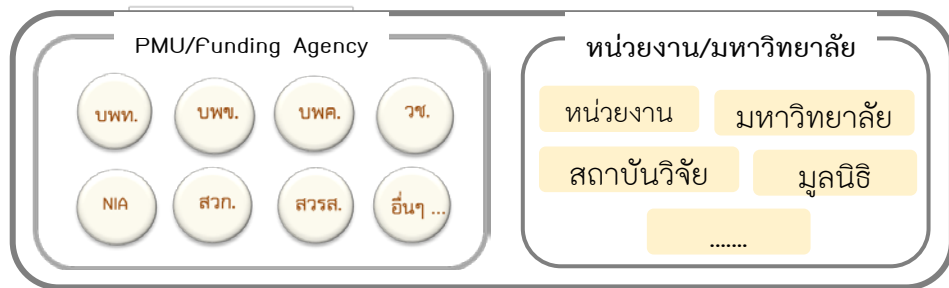 PMU/Funding Agency
บพท. บพข. บพค. วช.
NIA สวก. สวรส. อื่นๆ ...
หน่วยงาน/มหาวิทยาลัย
หน่วยงาน มหาวิทยาลัย
สถาบันวิจัย มูลนิธิ
.......